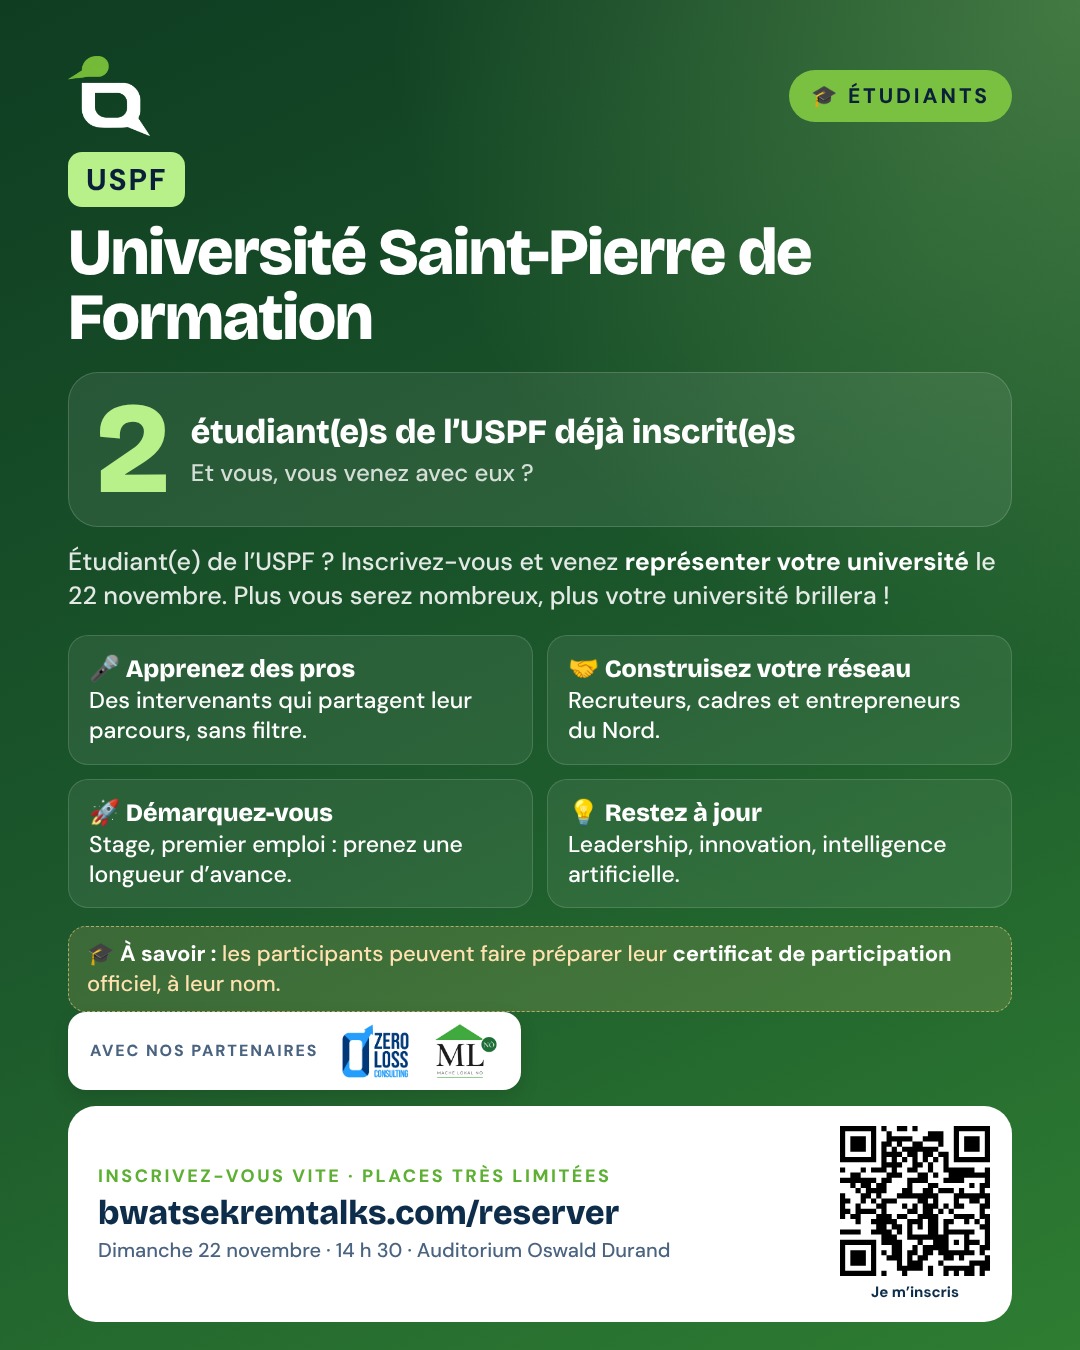 🎓 ÉTUDIANTS
USPF
Université Saint-Pierre de
Formation
2
étudiant(e)s de l’USPF déjà inscrit(e)s
Et vous, vous venez avec eux ?
Étudiant(e) de l’USPF ? Inscrivez-vous et venez représenter votre université le
22 novembre. Plus vous serez nombreux, plus votre université brillera !
🎤 Apprenez des pros
Des intervenants qui partagent leur
parcours, sans filtre.
🤝 Construisez votre réseau
Recruteurs, cadres et entrepreneurs
du Nord.
🚀 Démarquez-vous
Stage, premier emploi : prenez une
longueur d’avance.
💡 Restez à jour
Leadership, innovation, intelligence
artificielle.
🎓 À savoir : les participants peuvent faire préparer leur certificat de participation
officiel, à leur nom.
AVEC NOS PARTENAIRES
ZERO
LOSS
CONSULTING
ML
NÒ
MACHÉ LOKAL NÒ
INSCRIVEZ-VOUS VITE · PLACES TRÈS LIMITÉES
bwatsekremtalks.com/reserver
Dimanche 22 novembre · 14 h 30 · Auditorium Oswald Durand
Je m’inscris